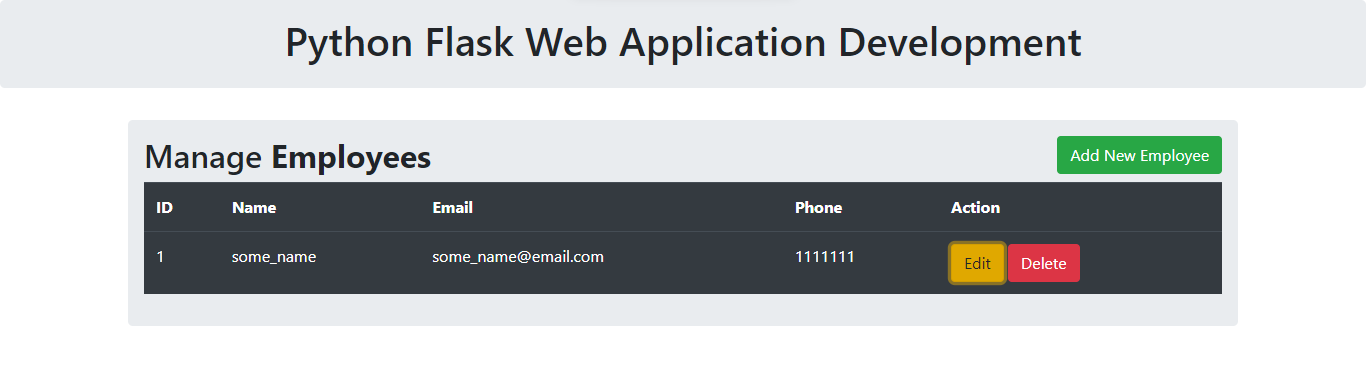 Python Flask Web Application Development
Manage Employees
Add New Employee
ID Name Email Phone Action
1 some_name some_name@email.com 1111111 Edit Delete